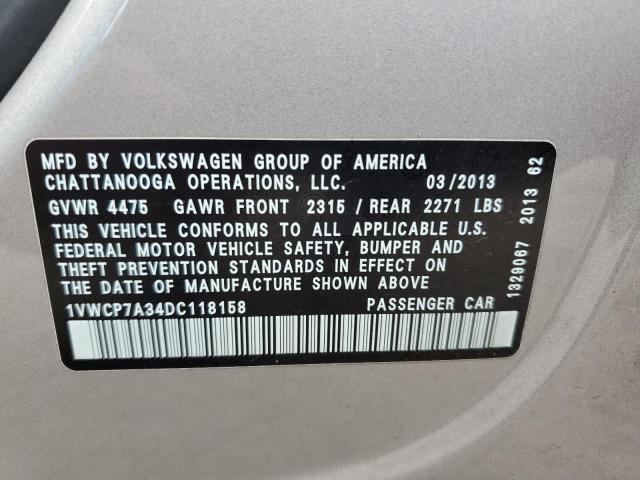 MFD BY VOLKSWAGEN GROUP OF AMERICA
CHATTANOOGA OPERATIONS, LLC. 03/2013
GVWR 4475 GAWR FRONT 2315 / REAR 2271 LBS
THIS VEHICLE CONFORMS TO ALL APPLICABLE U.S.
FEDERAL MOTOR VEHICLE SAFETY, BUMPER AND
THEFT PREVENTION STANDARDS IN EFFECT ON
THE DATE OF MANUFACTURE SHOWN ABOVE.
1VWCP7A34DC118158 PASSENGER CAR
1329067 2013 62